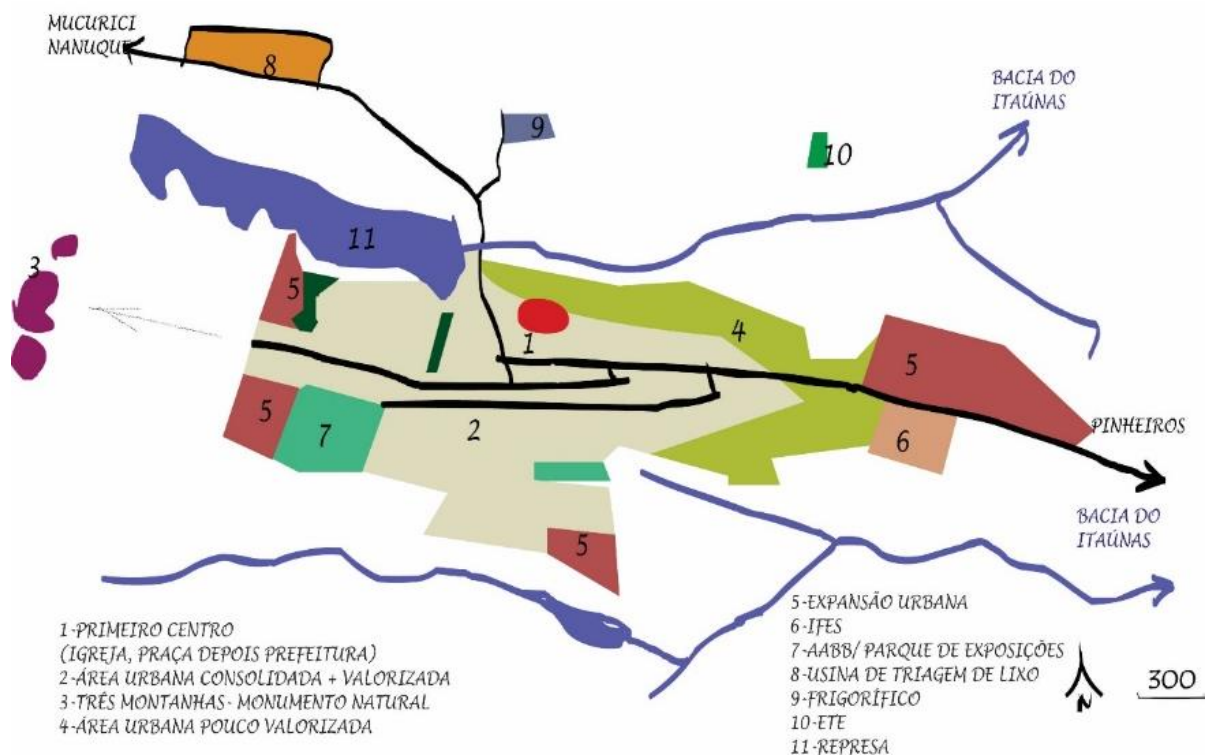 MUCURICI
NANUQUE
8
BACIA DO
ITAÚNAS
9
10
11
3
5
4
1
5
5
7
2
6
PINHEIROS
5
BACIA DO
ITAÚNAS
1-PRIMEIRO CENTRO
(IGREJA, PRAÇA DEPOIS PREFEITURA)
2-ÁREA URBANA CONSOLIDADA + VALORIZADA
3-TRÊS MONTANHAS- MONUMENTO NATURAL
4-ÁREA URBANA POUCO VALORIZADA
5-EXPANSÃO URBANA
6-IFES
7-AABB/ PARQUE DE EXPOSIÇÕES
8-USINA DE TRIAGEM DE LIXO
9-FRIGORÍFICO
10-ETE
11-REPRESA
N
300